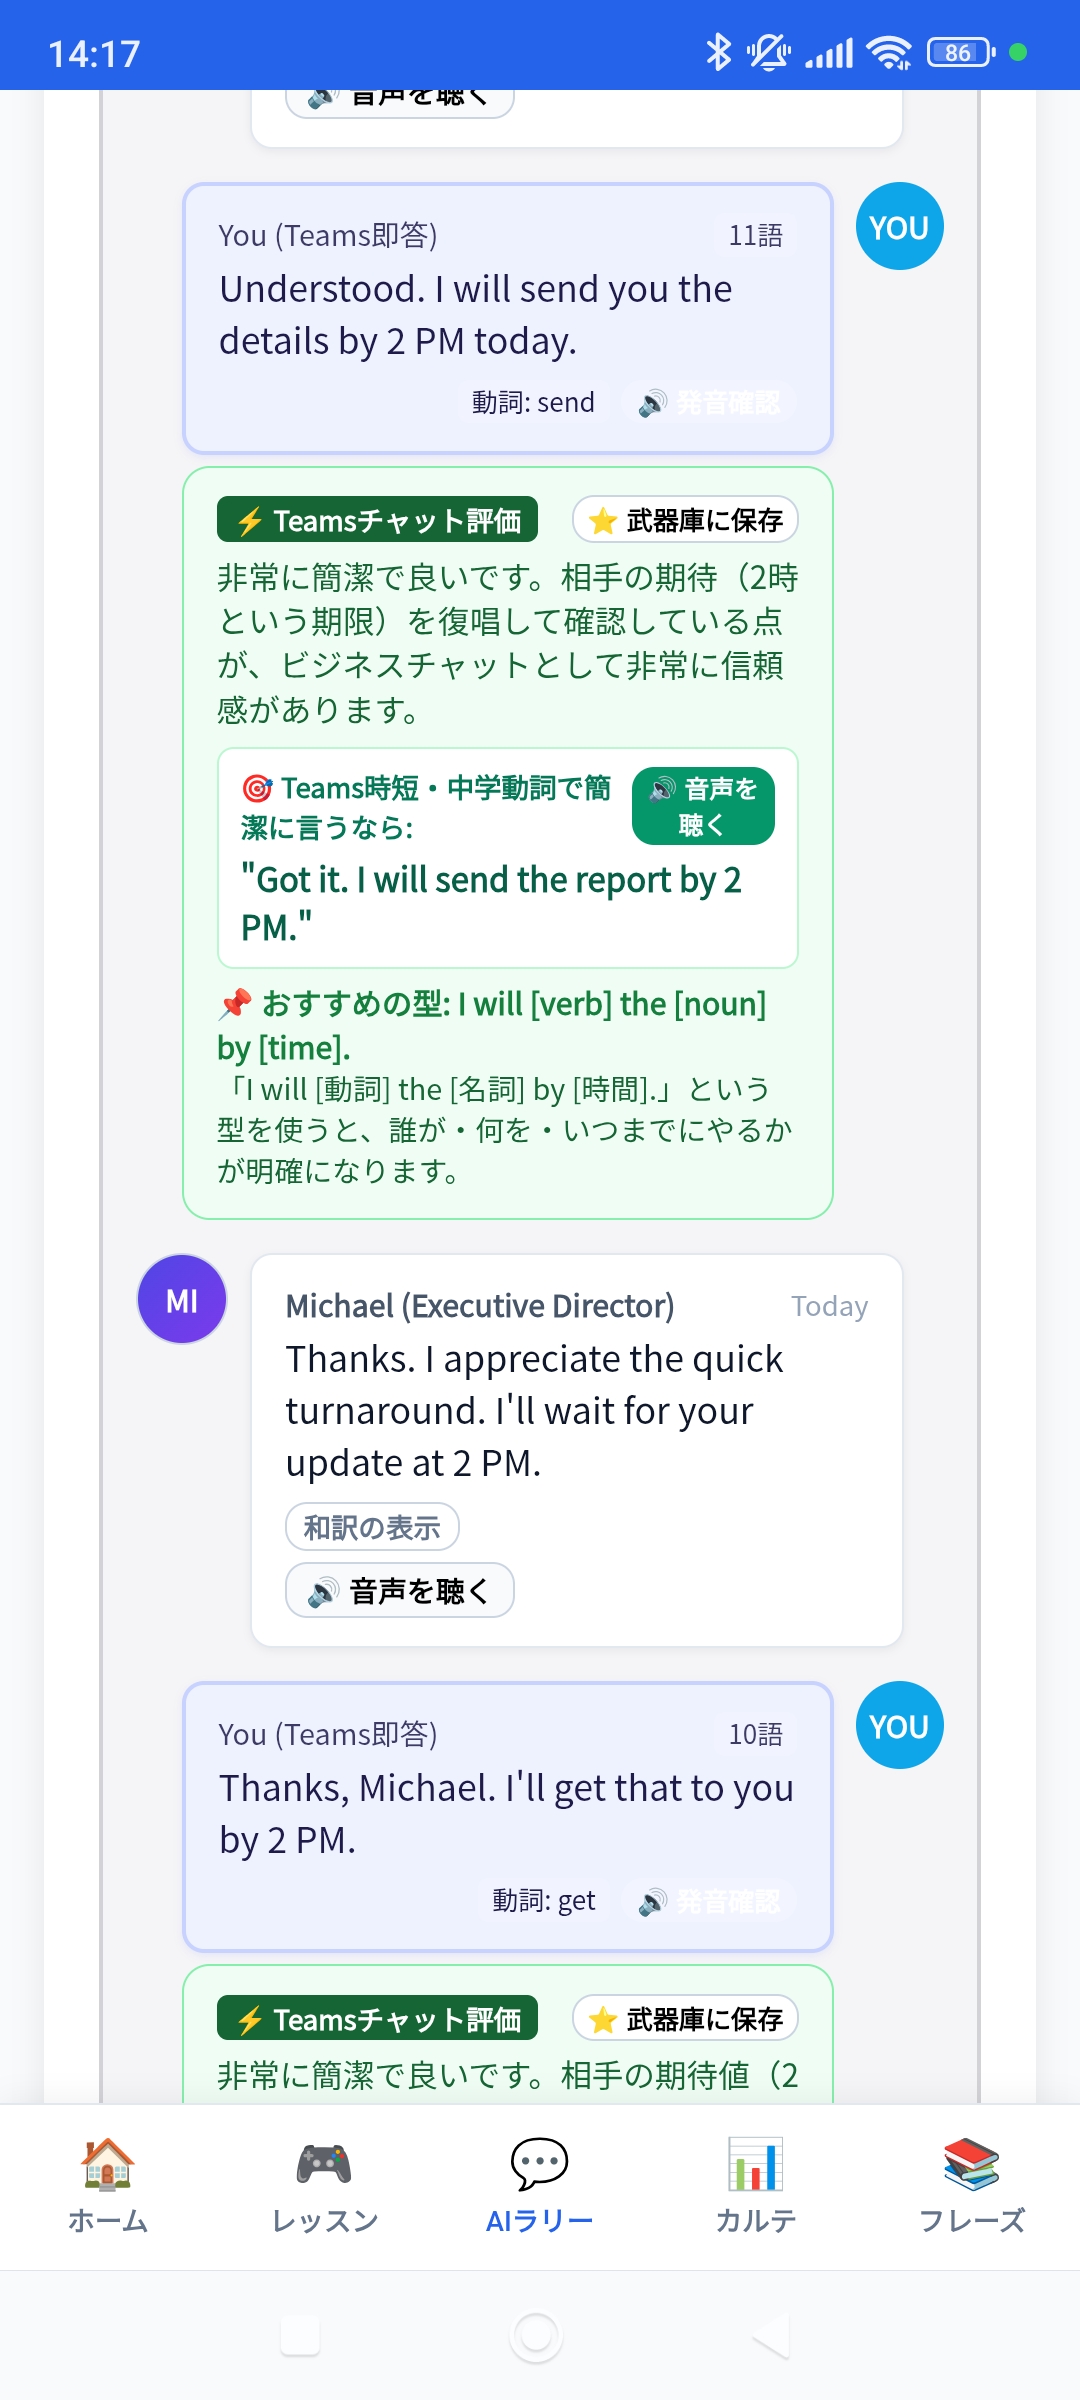 14:17
86
🔊 音声を聴く
You (Teams即答)
11語
YOU
Understood. I will send you the
details by 2 PM today.
動詞: send
🔊 発音確認
⚡ Teamsチャット評価
⭐ 武器庫に保存
非常に簡潔で良いです。相手の期待（2時
という期限）を復唱して確認している点
が、ビジネスチャットとして非常に信頼
感があります。
🎯 Teams時短・中学動詞で簡
潔に言うなら:
🔊 音声を
聴く
"Got it. I will send the report by 2
PM."
📌 おすすめの型: I will [verb] the [noun]
by [time].
「I will [動詞] the [名詞] by [時間].」という
型を使うと、誰が・何を・いつまでにやるか
が明確になります。
MI
Michael (Executive Director)
Today
Thanks. I appreciate the quick
turnaround. I'll wait for your
update at 2 PM.
和訳の表示
🔊 音声を聴く
You (Teams即答)
10語
YOU
Thanks, Michael. I'll get that to you
by 2 PM.
動詞: get
🔊 発音確認
⚡ Teamsチャット評価
⭐ 武器庫に保存
非常に簡潔で良いです。相手の期待値（2
ホーム
レッスン
AIラリー
カルテ
フレーズ